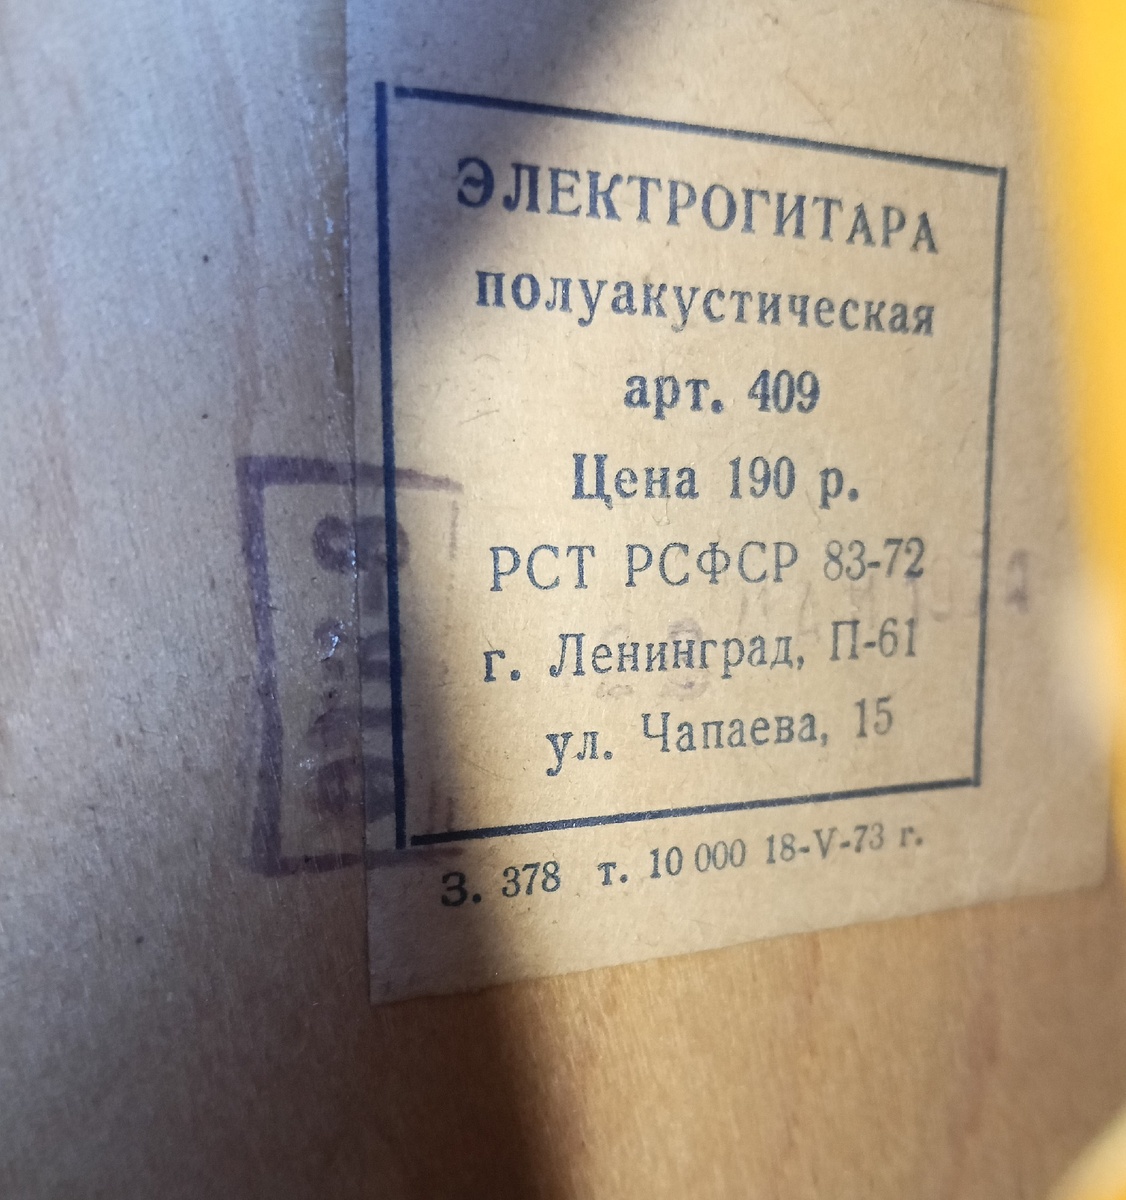 ЭЛЕКТРОГИТАРА
полуакустическая
арт. 409
Цена 190 р.
РСТ РСФСР 83-72
г. Ленинград, П-61
ул. Чапаева, 15
З. 378 т. 10 000 18-V-73 г.